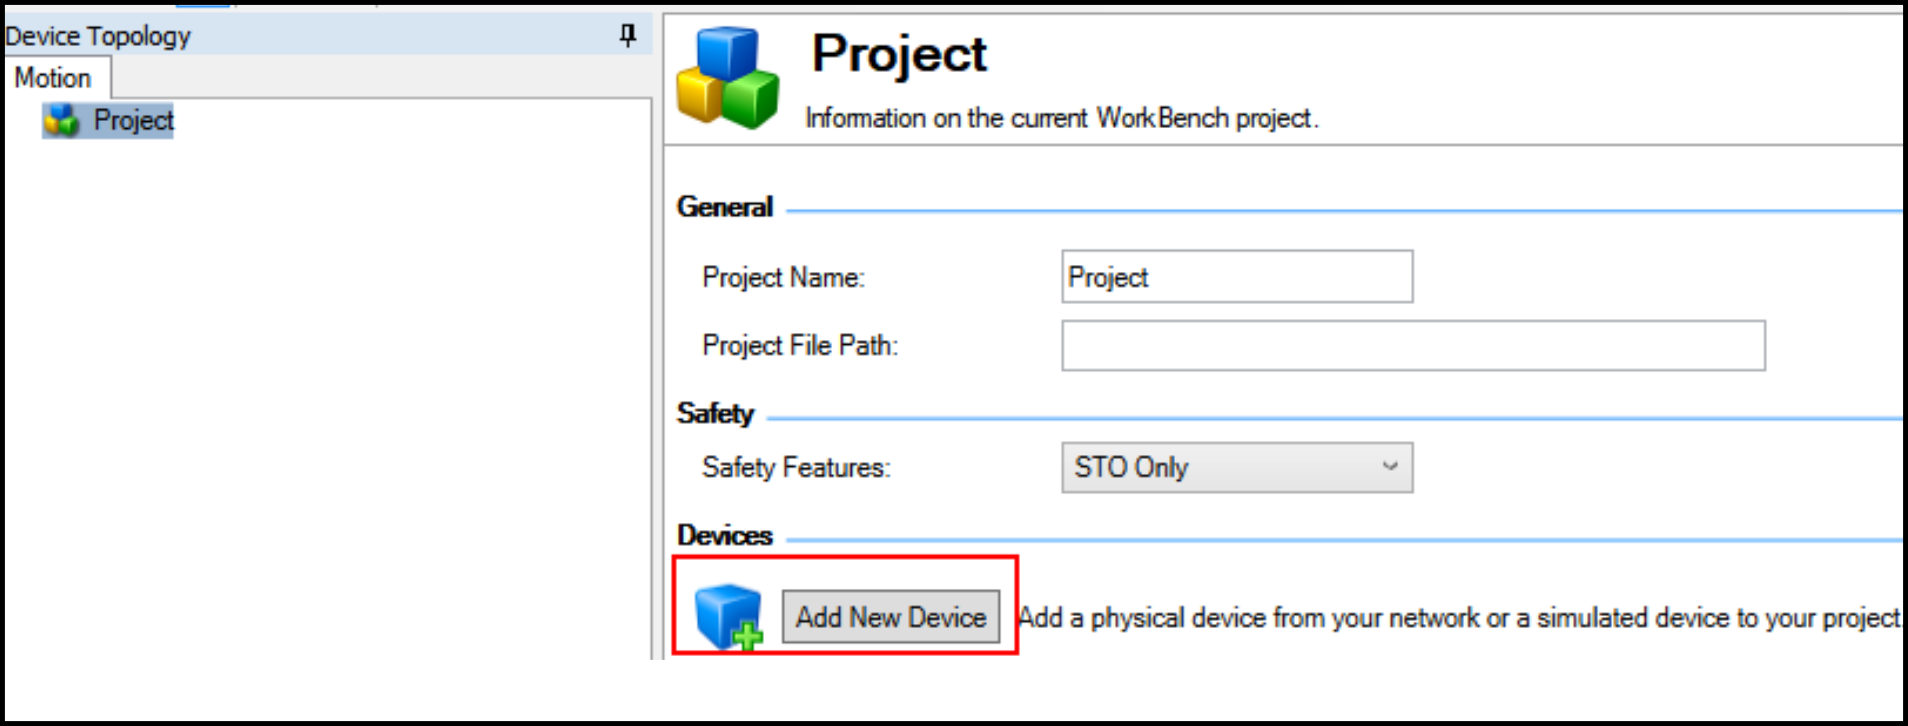 Device Topology
Motion
Project
Project
Information on the current WorkBench project.
General
Project Name: Project
Project File Path:
Safety
Safety Features: STO Only
Devices
Add New Device Add a physical device from your network or a simulated device to your project